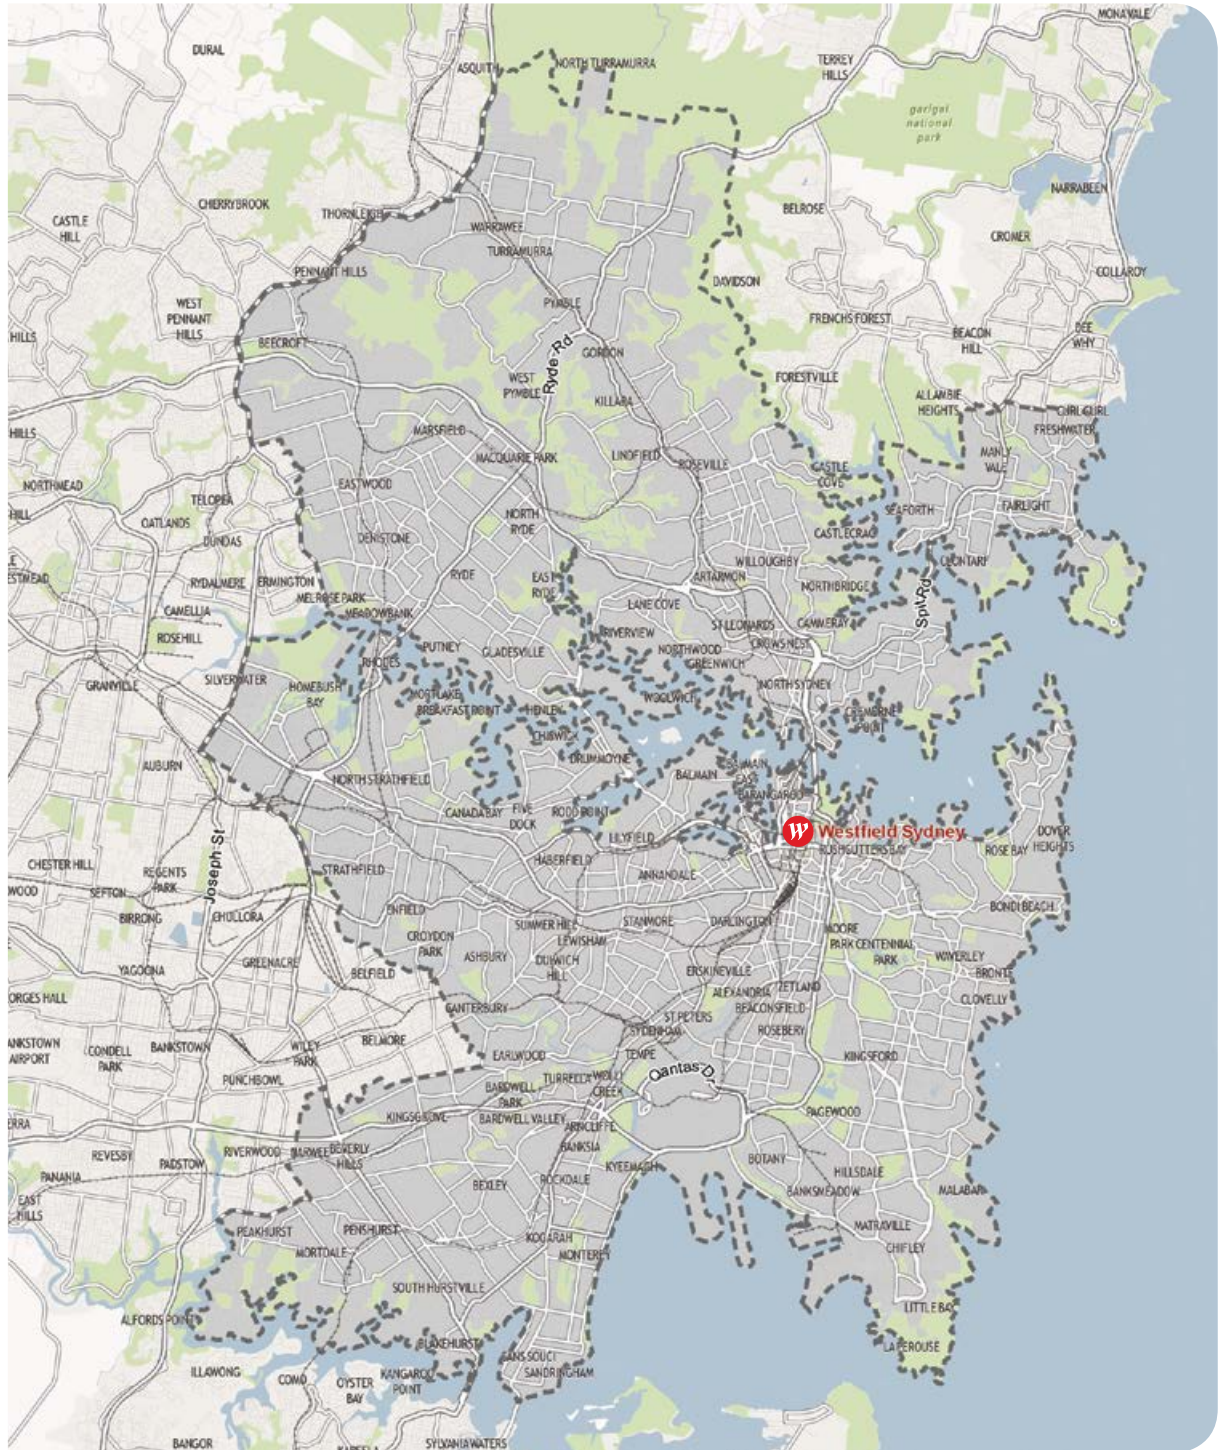 MONA VALE
DURAL
ASQUITH
NORTH TURRAMURRA
TERREY
HILLS
garigal
national
park
NARRABEEN
CHERRYBROOK
THORNLEIGH
BELROSE
CASTLE
HILL
WARRAWEE
TURRAMURRA
CROMER
PENNANT HILLS
DAVIDSON
COLLAROY
WEST
PENNANT
HILLS
PYMBLE
FRENCHS FOREST
BEACON
HILL
DEE
WHY
HILLS
BEECROFT
Ryde Rd
GORDON
WEST
PYMBLE
KILLARA
FORESTVILLE
ALLAMBIE
HEIGHTS
CURL CURL
FRESHWATER
HILLS
MARSFIELD
MACQUARIE PARK
LINDFIELD
ROSEVILLE
CASTLE
COVE
MANLY
VALE
NORTHMEAD
EASTWOOD
TELOPEA
HILL
OATLANDS
NORTH
RYDE
SEAFORTH
FAIRLIGHT
DUNDAS
DENISTONE
CASTLECRAG
WILLOUGHBY
CLONTARF
ESTMEAD
RYDALMERE
ERMINGTON
RYDE
EAST
RYDE
ARTARMON
NORTHBRIDGE
Spit Rd
MELROSE PARK
CAMELLIA
MEADOWBANK
LANE COVE
ST LEONARDS
CAMMERAY
ROSEHILL
PUTNEY
GLADESVILLE
RIVERVIEW
NORTHWOOD
CROWS NEST
GREENWICH
RHODES
SILVERWATER
GRANVILLE
HOMEBUSH
BAY
MORTLAKE
BREAKFAST POINT
HENLEY
WOOLWICH
NORTH SYDNEY
CREMORNE
POINT
CHISWICK
DRUMMOYNE
AUBURN
NORTH STRATHFIELD
BALMAIN
BALMAIN
EAST
BARANGAROO
CANADA BAY
FIVE
DOCK
RODD POINT
LILYFIELD
W Westfield Sydney
RUSHCUTTERS BAY
ROSE BAY
DOVER
HEIGHTS
Joseph St
CHESTER HILL
REGENTS
PARK
WOOD
SEFTON
STRATHFIELD
HABERFIELD
ANNANDALE
BIRRONG
CHULLORA
ENFIELD
SUMMER HILL
STANMORE
DARLINGTON
BONDI BEACH
CROYDON
PARK
LEWISHAM
MOORE
PARK
CENTENNIAL
PARK
YAGOONA
GREENACRE
BELFIELD
ASHBURY
DULWICH
HILL
ERSKINEVILLE
WAVERLEY
BRONTE
ORGES HALL
CANTERBURY
ALEXANDRIA
ZETLAND
BEACONSFIELD
CLOVELLY
ST PETERS
SYDENHAM
ROSEBERY
ANKSTOWN
AIRPORT
CONDELL
PARK
BANKSTOWN
WILEY
PARK
BELMORE
EARLWOOD
TEMPE
KINGSFORD
PUNCHBOWL
TURRELLA
WOLLI
CREEK
Qantas D
BARDWELL
PARK
KINGSGROVE
BARDWELL VALLEY
ARNCLIFFE
PAGEWOOD
ERRA
REVESBY
PADSTOW
RIVERWOOD
NARWEE
BEVERLY
HILLS
BANKSIA
KYEEMAGH
BOTANY
HILLSDALE
PANANIA
EAST
HILLS
BEXLEY
ROCKDALE
BANKSMEADOW
MALABAR
PEAKHURST
PENSHURST
MORTDALE
KOGARAH
MONTEREY
MATRAVILLE
CHIFLEY
SOUTH HURSTVILLE
LITTLE BAY
ALFORDS POINT
BLAKEHURST
LA PEROUSE
SANS SOUCI
SANDRINGHAM
ILLAWONG
COMO
OYSTER
BAY
KANGAROO
POINT
BANGOR
KAREELA
SYLVANIA WATERS